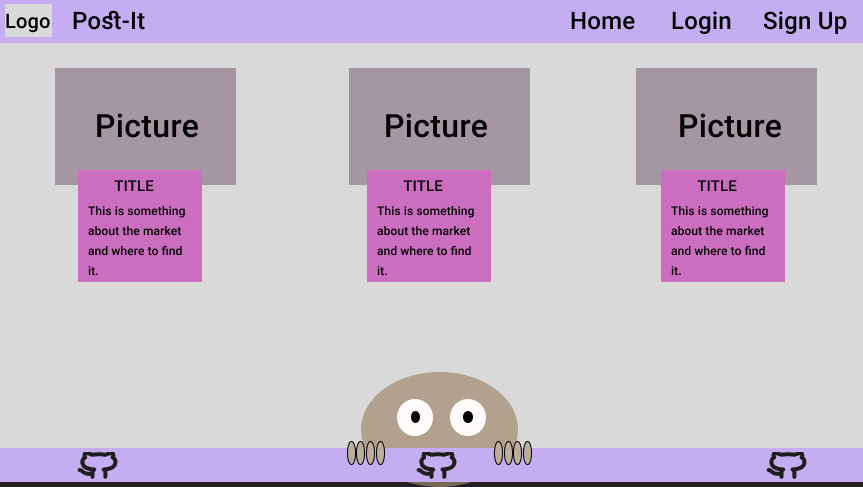 Logo Post-It Home Login Sign Up
Picture Picture Picture
TITLE
This is something
about the market
and where to find
it.
TITLE
This is something
about the market
and where to find
it.
TITLE
This is something
about the market
and where to find
it.